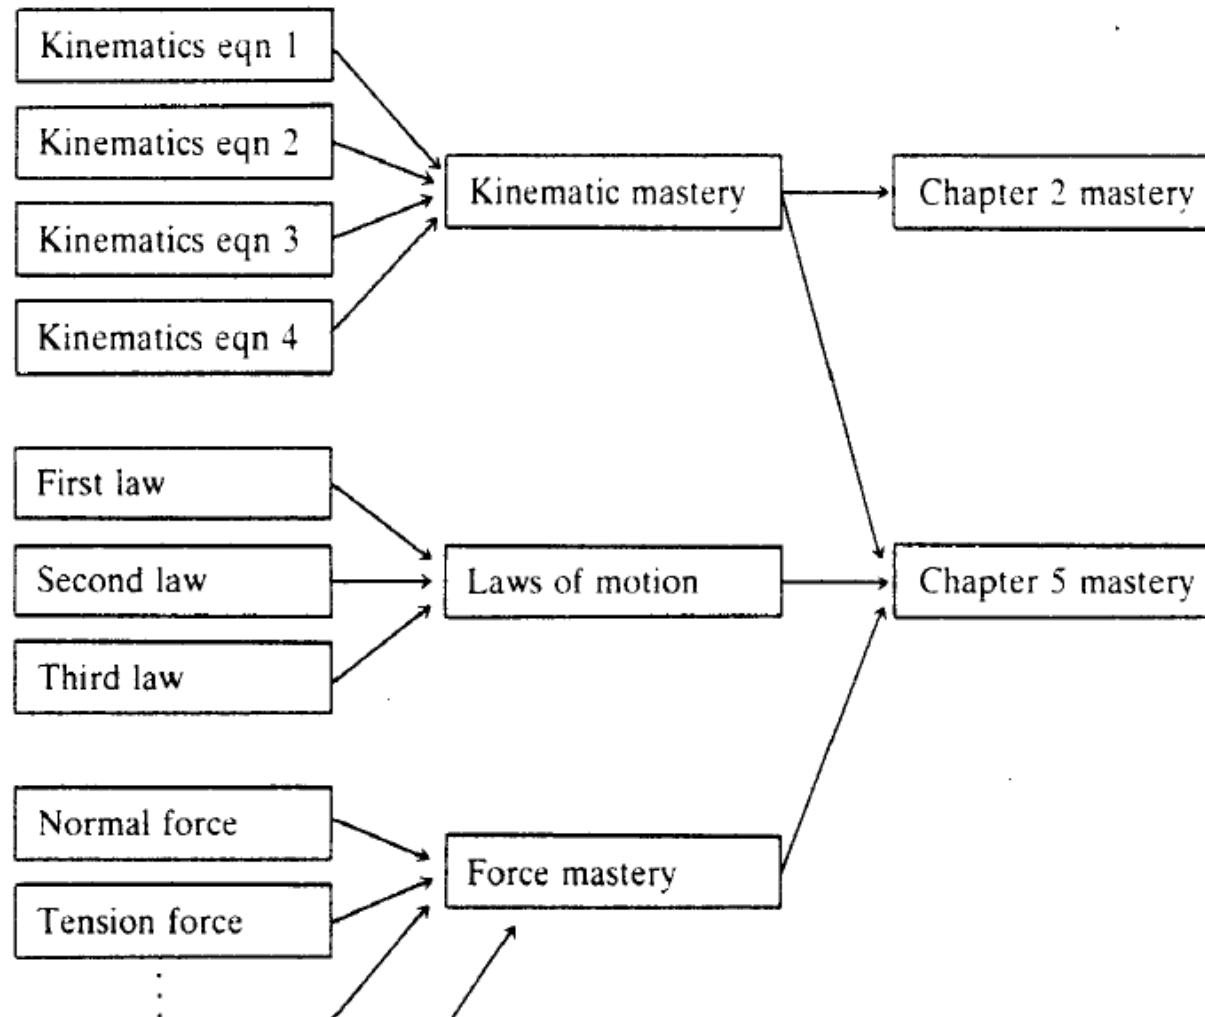 Kinematics eqn 1
Kinematics eqn 2
Kinematics eqn 3
Kinematics eqn 4
Kinematic mastery
Chapter 2 mastery
First law
Second law
Third law
Laws of motion
Chapter 5 mastery
Normal force
Tension force
Force mastery